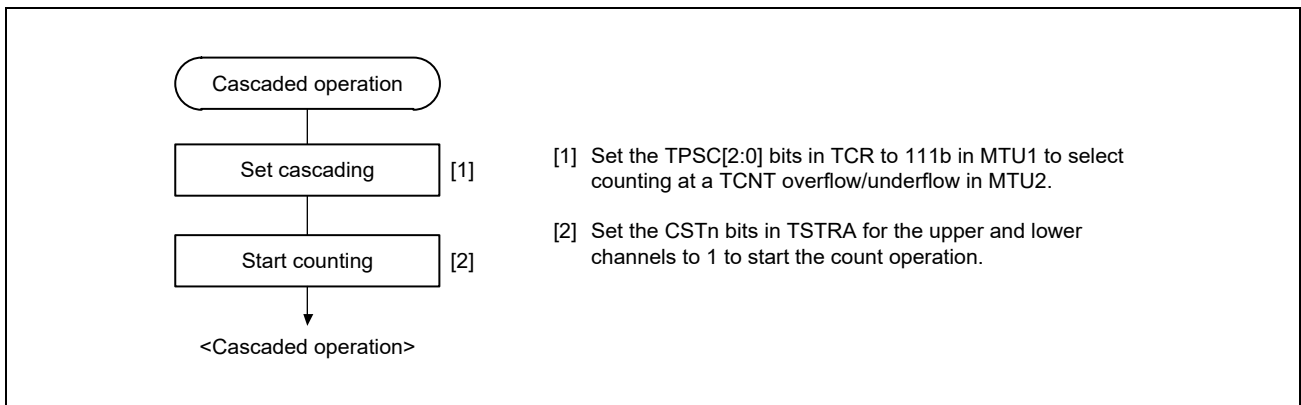 Cascaded operation
Set cascading
[1]
[1] Set the TPSC[2:0] bits in TCR to 111b in MTU1 to select
counting at a TCNT overflow/underflow in MTU2.
Start counting
[2]
[2] Set the CSTn bits in TSTRA for the upper and lower
channels to 1 to start the count operation.
<Cascaded operation>